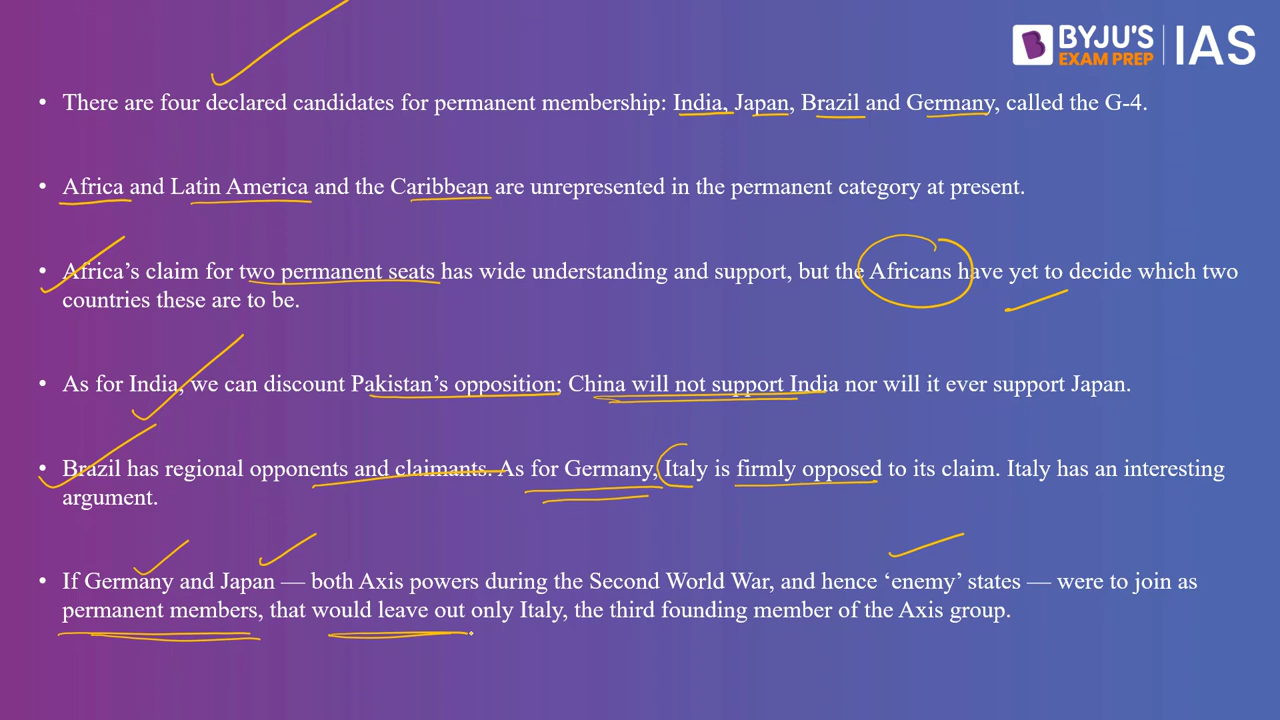 BYJU'S
EXAM PREP
IAS
• There are four declared candidates for permanent membership: India, Japan, Brazil and Germany, called the G-4.
• Africa and Latin America and the Caribbean are unrepresented in the permanent category at present.
• Africa’s claim for two permanent seats has wide understanding and support, but the Africans have yet to decide which two
countries these are to be.
• As for India, we can discount Pakistan’s opposition; China will not support India nor will it ever support Japan.
• Brazil has regional opponents and claimants. As for Germany, Italy is firmly opposed to its claim. Italy has an interesting
argument.
• If Germany and Japan — both Axis powers during the Second World War, and hence ‘enemy’ states — were to join as
permanent members, that would leave out only Italy, the third founding member of the Axis group.